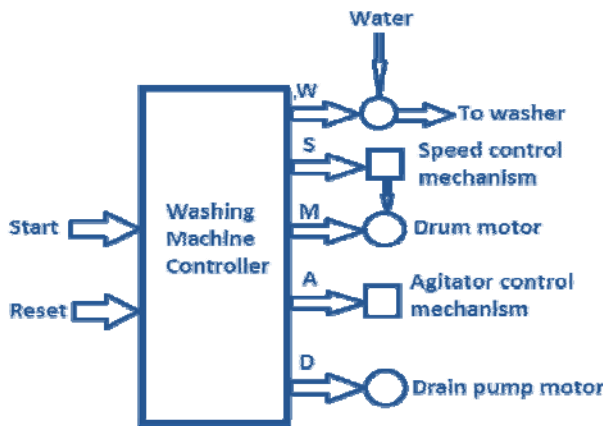 Water
W
To washer
S
Speed control
mechanism
Washing
Machine
Controller
M
Drum motor
Start
A
Agitator control
mechanism
Reset
D
Drain pump motor